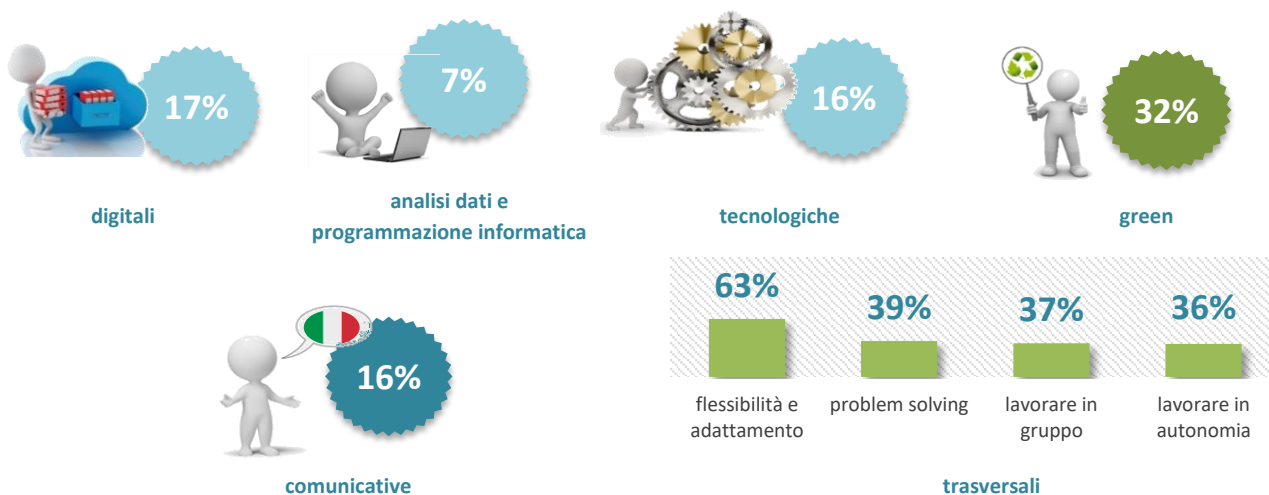 17%
7%
16%
32%
digitali
analisi dati e
programmazione informatica
tecnologiche
green
16%
comunicative
63%
39%
37%
36%
flessibilità e
adattamento
problem solving
lavorare in
gruppo
lavorare in
autonomia
trasversali